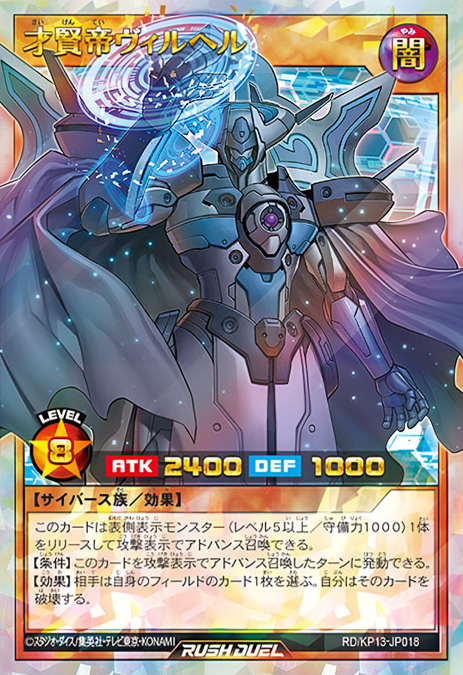 才賢帝ヴィルヘル
闇
LEVEL
8
ATK 2400 DEF 1000
【サイバース族／効果】
このカードは表側表示モンスター（レベル5以上／守備力1000）1体
をリリースして攻撃表示でアドバンス召喚できる。
【条件】このカードを攻撃表示でアドバンス召喚したターンに発動できる。
【効果】相手は自身のフィールドのカード1枚を選ぶ。自分はそのカードを
破壊する。
©スタジオ・ダイス/集英社・テレビ東京・KONAMI
RUSH DUEL
RD/KP13-JP018